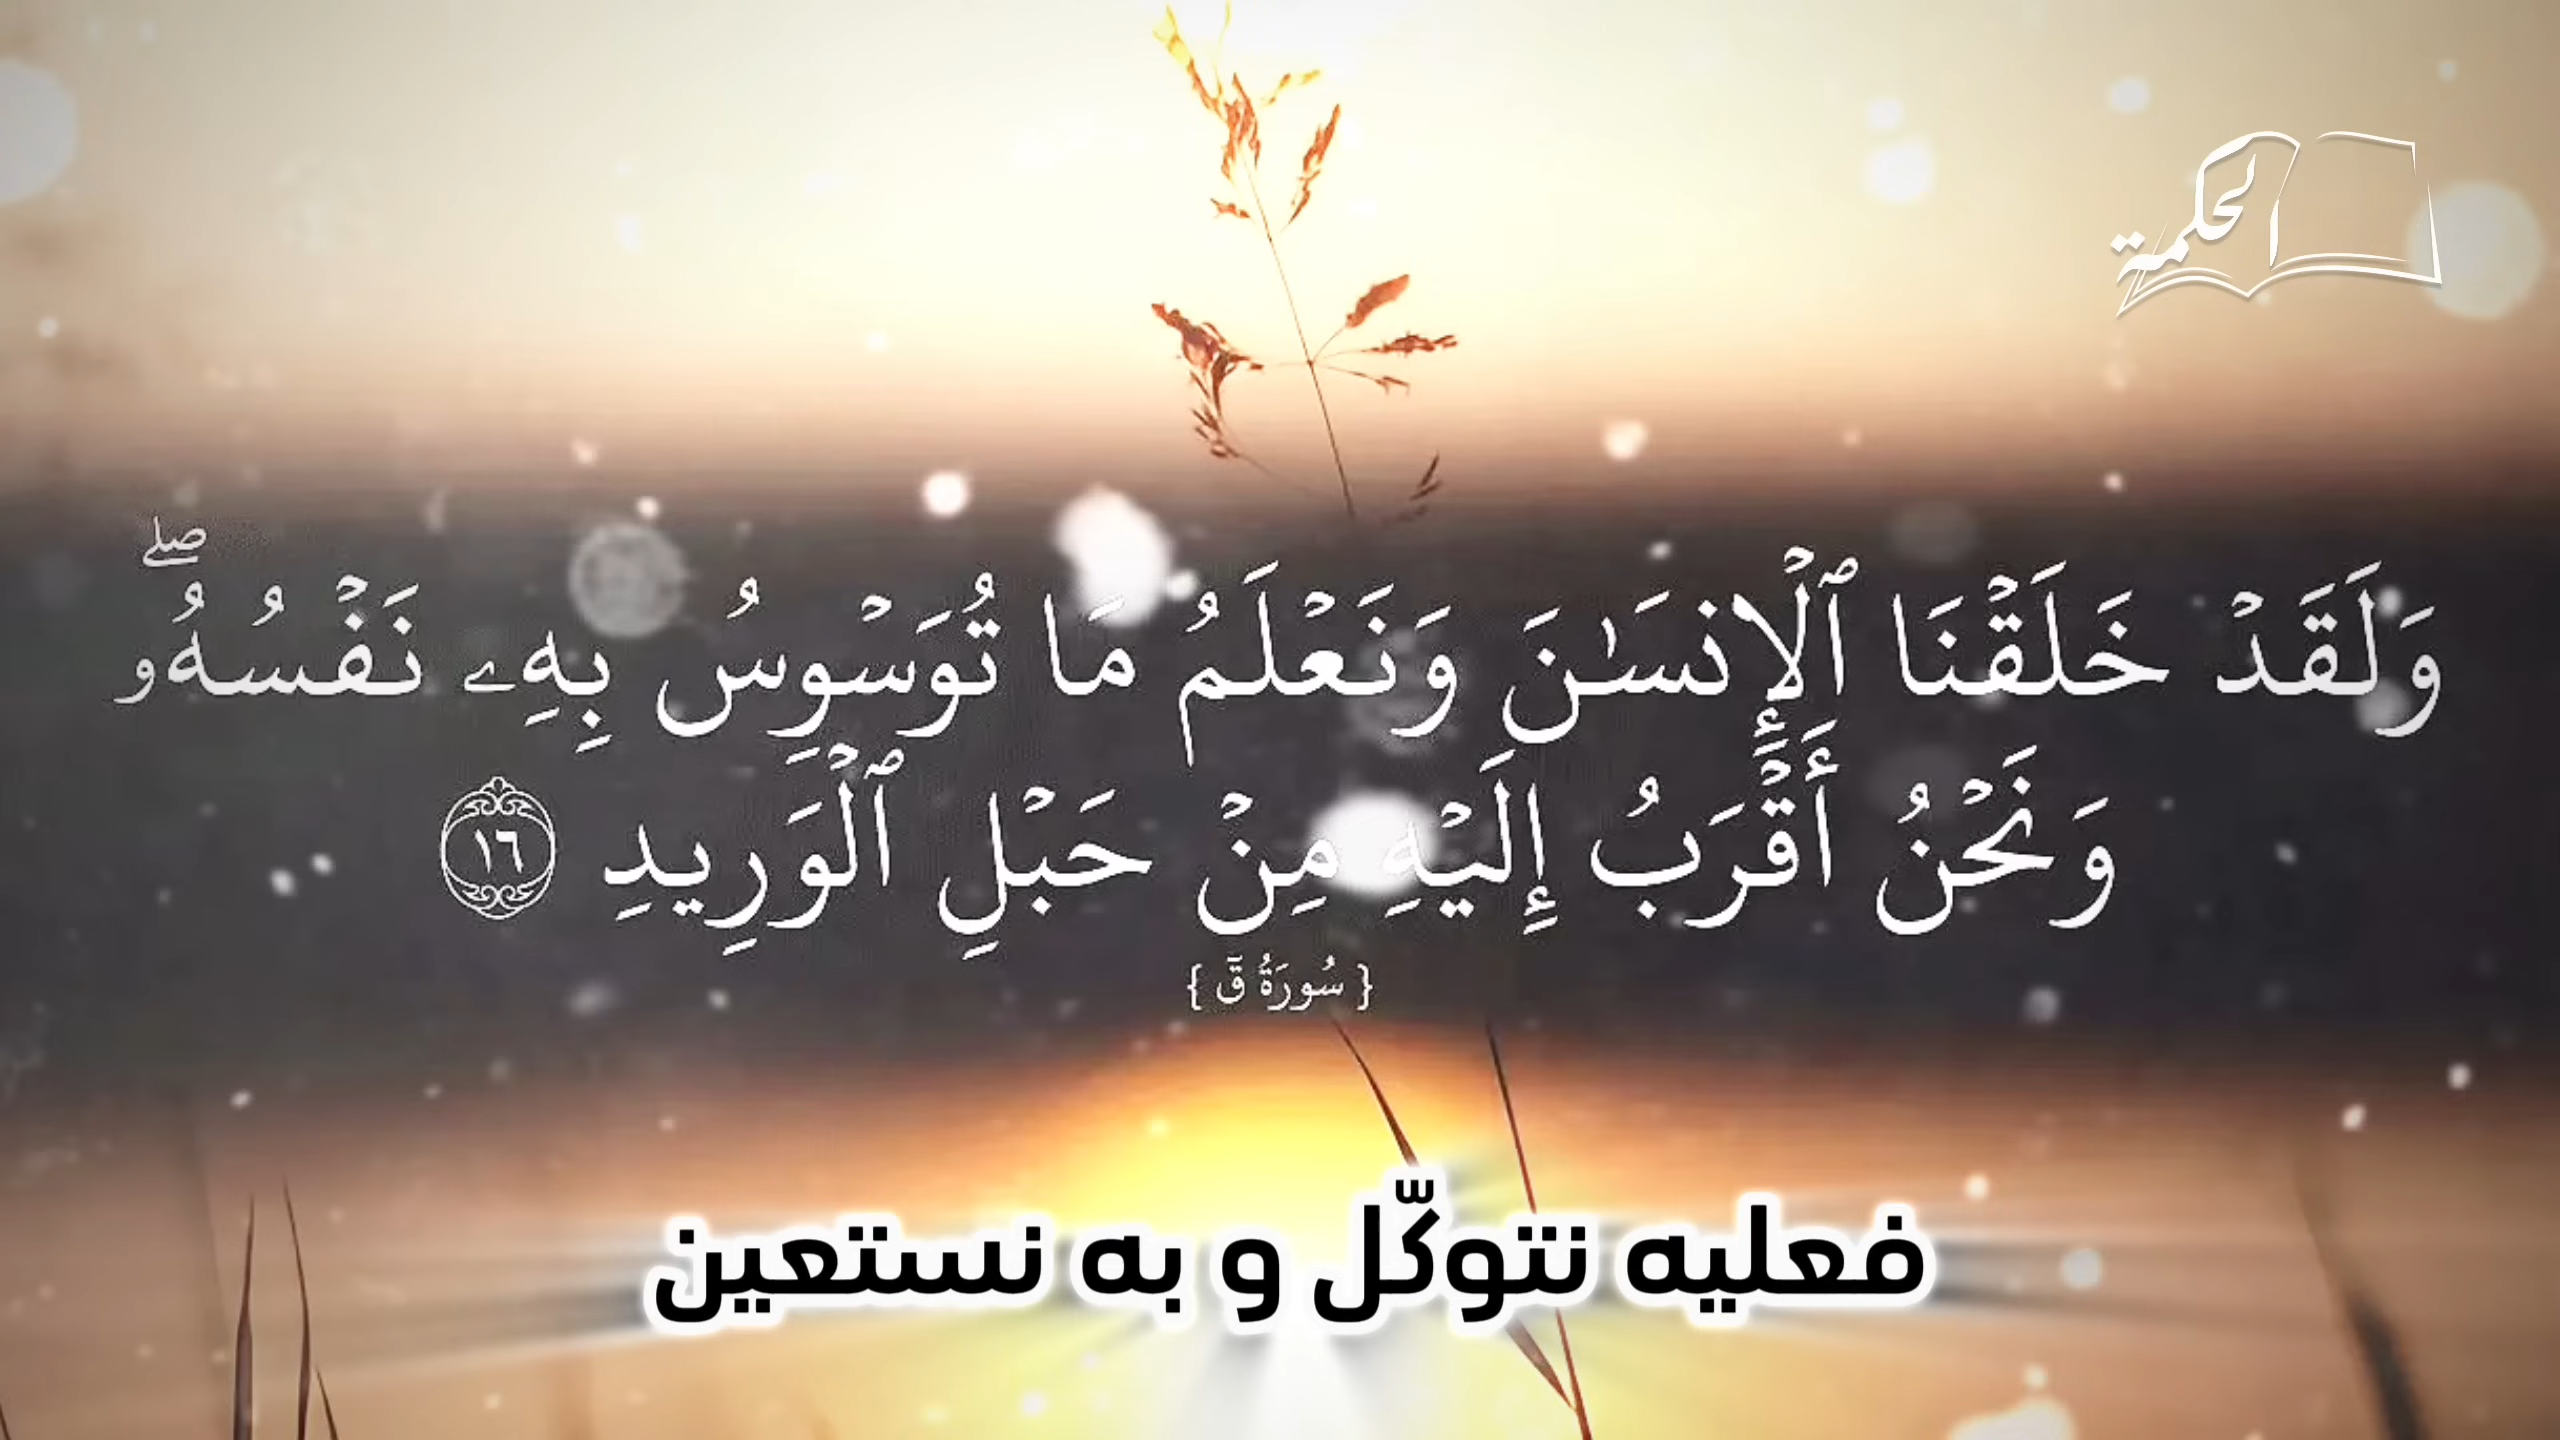 الحكمة
وَلَقَدْ خَلَقْنَا ٱلْإِنسَـٰنَ وَنَعْلَمُ مَا تُوَسْوِسُ بِهِۦ نَفْسُهُۥ ۖ
وَنَحْنُ أَقْرَبُ إِلَيْهِ مِنْ حَبْلِ ٱلْوَرِيدِ ١٦
{ سُورَةُ قٓ }
فعليه نتوكّل و به نستعين